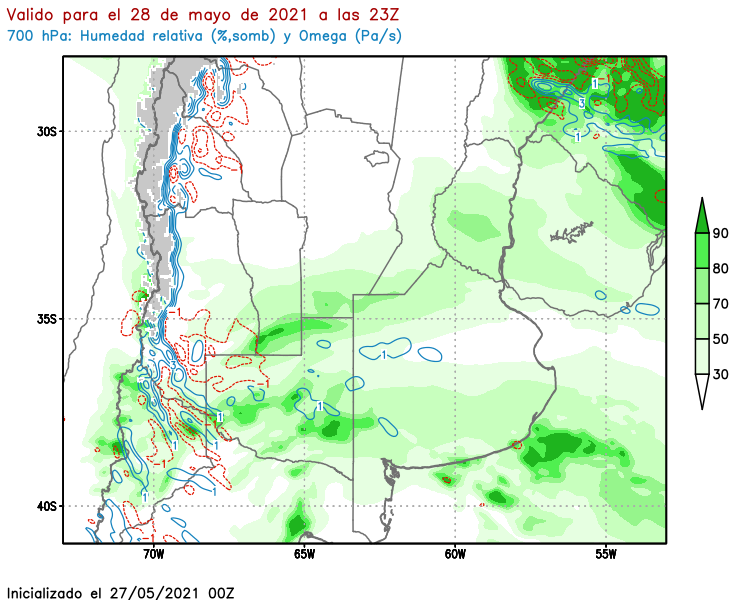 Valido para el 28 de mayo de 2021 a las 23Z
700 hPa: Humedad relativa (%,somb) y Omega (Pa/s)
-1
1
3
30S
1
1
90
80
70
50
30
-1
35S
3
1
-1
1
1
1
1
-1
1
1
40S
-1
70W
65W
60W
55W
Inicializado el 27/05/2021 00Z